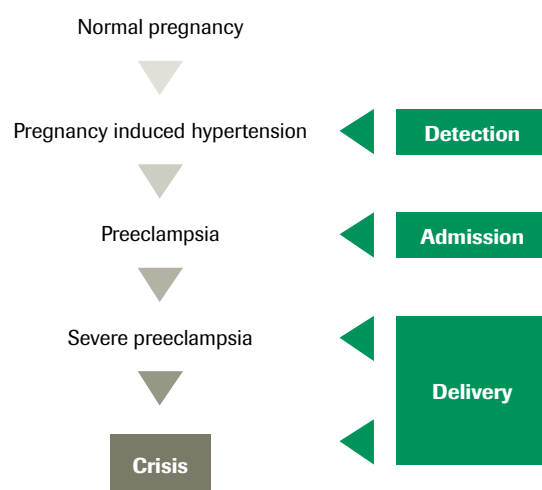 Normal pregnancy
Pregnancy induced hypertension
Detection
Preeclampsia
Admission
Severe preeclampsia
Delivery
Crisis